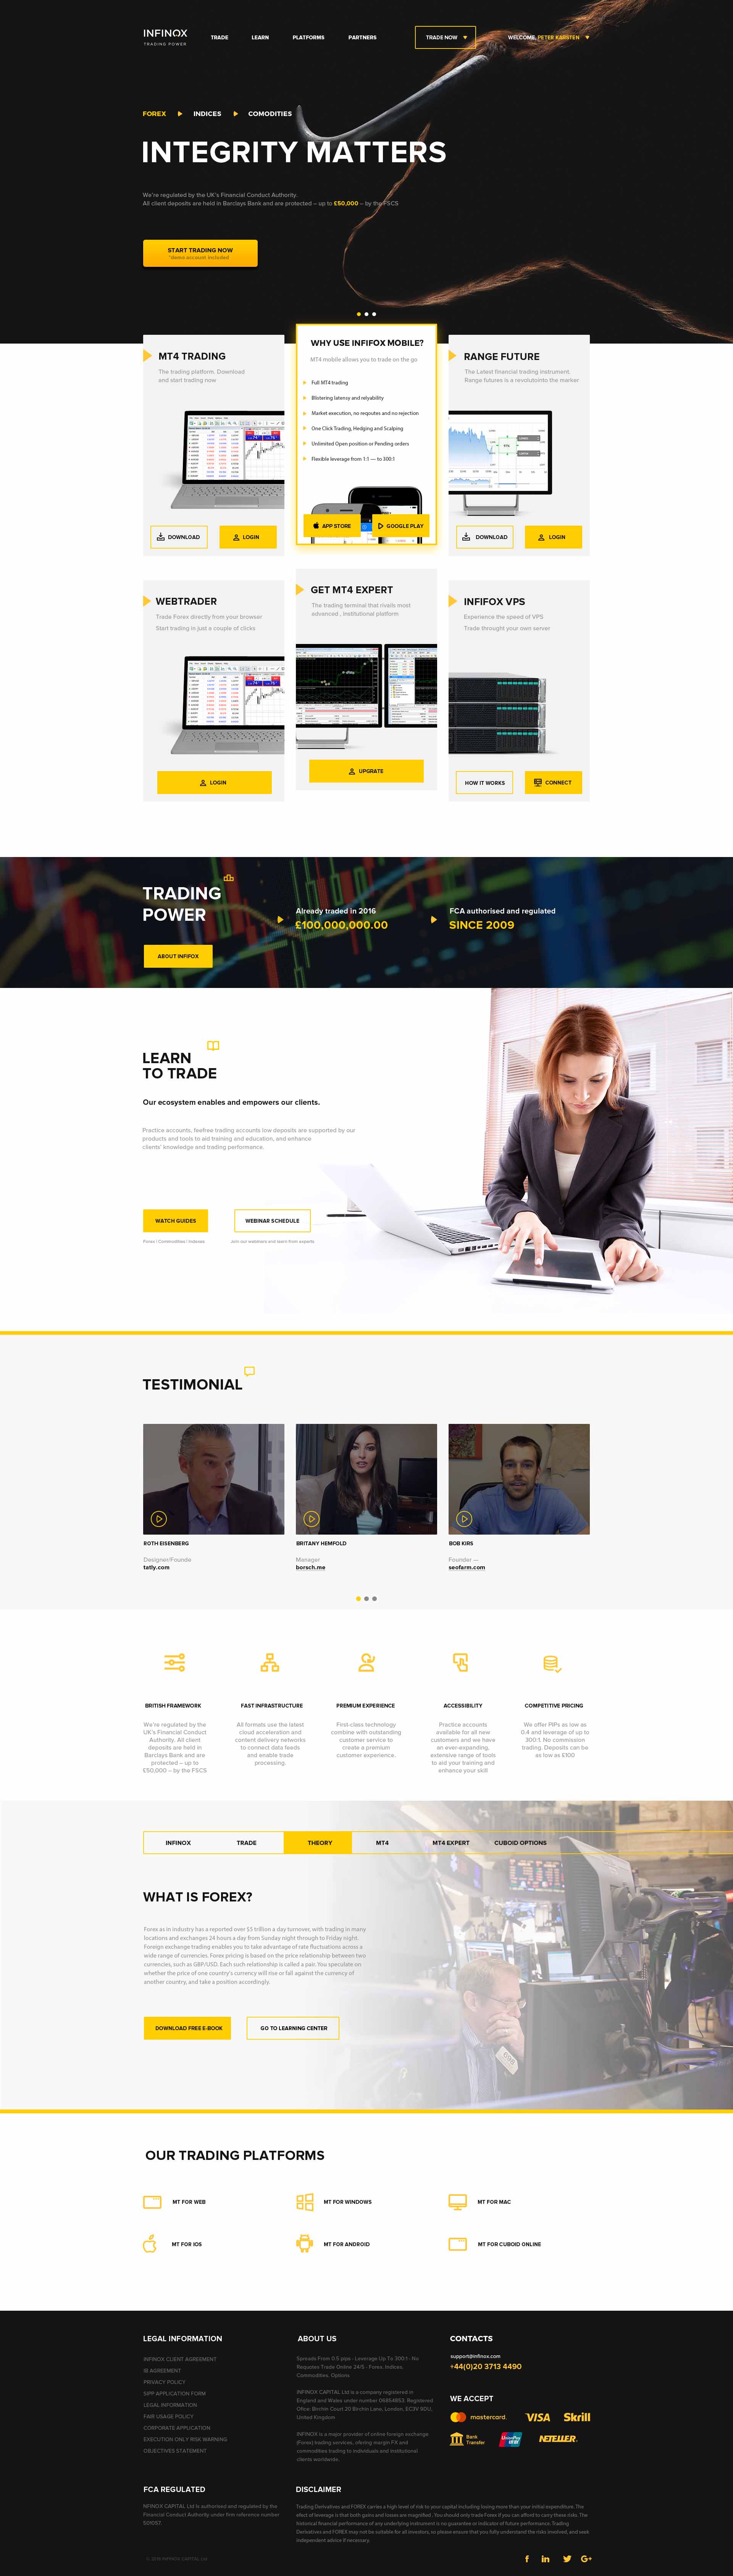 INFINOX
TRADING POWER
TRADE
LEARN
PLATFORMS
PARTNERS
TRADE NOW
WELCOME, PETER KARSTEN
FOREX
INDICES
COMODITIES
INTEGRITY MATTERS
We're regulated by the UK's Financial Conduct Authority.
All client deposits are held in Barclays Bank and are protected – up to £50,000 – by the FSCS
START TRADING NOW
*demo account included
MT4 TRADING
The trading platform. Download
and start trading now
DOWNLOAD
LOGIN
WHY USE INFIFOX MOBILE?
MT4 mobile allows you to trade on the go
Full MT4 trading
Blistering latensy and relyability
Market execution, no reqoutes and no rejection
One Click Trading, Hedging and Scalping
Unlimited Open position or Pending orders
Flexible leverage from 1:1 — to 300:1
APP STORE
GOOGLE PLAY
RANGE FUTURE
The Latest financial trading instrument.
Range futures is a revolutointo the marker
DOWNLOAD
LOGIN
WEBTRADER
Trade Forex directly from your browser
Start trading in just a couple of clicks
LOGIN
GET MT4 EXPERT
The trading terminal that rivails most
advanced , institutional platform
UPGRATE
INFIFOX VPS
Experience the speed of VPS
Trade throught your own server
HOW IT WORKS
CONNECT
TRADING
POWER
ABOUT INFIFOX
Already traded in 2016
£100,000,000.00
FCA authorised and regulated
SINCE 2009
LEARN
TO TRADE
Our ecosystem enables and empowers our clients.
Practice accounts, feefree trading accounts low deposits are supported by our
products and tools to aid training and education, and enhance
clients' knowledge and trading performance.
WATCH GUIDES
WEBINAR SCHEDULE
Forex / Commodities / Indexes
Join our webinars and learn from experts
TESTIMONIAL
ROTH EISENBERG
Designer/Founde
tatly.com
BRITANY HEMFOLD
Manager
borsch.me
BOB KIRS
Founder —
seofarm.com
BRITISH FRAMEWORK
We're regulated by the
UK's Financial Conduct
Authority. All client
deposits are held in
Barclays Bank and are
protected – up to
£50,000 – by the FSCS
FAST INFRASTRUCTURE
All formats use the latest
cloud acceleration and
content delivery networks
to connect data feeds
and enable trade
processing.
PREMIUM EXPERIENCE
First-class technology
combine with outstanding
customer service to
create a premium
customer experience.
ACCESSIBILITY
Practice accounts
available for all new
customers and we have
an ever-expanding,
extensive range of tools
to aid your training and
enhance your skill
COMPETITIVE PRICING
We offer PIPs as low as
0.4 and leverage of up to
300:1. No commission
trading. Deposits can be
as low as £100
INFINOX
TRADE
THEORY
MT4
MT4 EXPERT
CUBOID OPTIONS
WHAT IS FOREX?
Forex as in industry has a reported over $5 trillion a day turnover, with trading in many
locations and exchanges 24 hours a day from Sunday night through to Friday night.
Foreign exchange trading enables you to take advantage of rate fluctuations across a
wide range of currencies. Forex pricing is based on the price relationship between two
currencies, such as GBP/USD. Each such relationship is called a pair. You speculate on
whether the price of one country's currency will rise or fall against the currency of
another country, and take a position accordingly.
DOWNLOAD FREE E-BOOK
GO TO LEARNING CENTER
OUR TRADING PLATFORMS
MT FOR WEB
MT FOR WINDOWS
MT FOR MAC
MT FOR IOS
MT FOR ANDROID
MT FOR CUBOID ONLINE
LEGAL INFORMATION
INFINOX CLIENT AGREEMENT
IB AGREEMENT
PRIVACY POLICY
SIPP APPLICATION FORM
LEGAL INFORMATION
FAIR USAGE POLICY
CORPORATE APPLICATION
EXECUTION ONLY RISK WARNING
OBJECTIVES STATEMENT
ABOUT US
Spreads From 0.5 pips - Leverage Up To 300:1 - No
Requotes Trade Online 24/5 - Forex. Indices.
Commodities. Options
INFINOX CAPITAL Ltd is a company registered in
England and Wales under number 06854853. Registered
Ofice: Birchin Court 20 Birchin Lane, London, EC3V 9DU,
United Kingdom
INFINOX is a major provider of online foreign exchange
(Forex) trading services, ofering margin FX and
commodities trading to individuals and institutional
clients worldwide.
CONTACTS
support@infinox.com
+44(0)20 3713 4490
WE ACCEPT
mastercard.
VISA
Skrill
Bank
Transfer
UnionPay
NETELLER
FCA REGULATED
NFINOX CAPITAL Ltd Is authorised and regulated by the
Financial Conduct Authority under firm reference number
501057.
DISCLAIMER
Trading Derivatives and FOREX carries a high level of risk to your capital including losing more than your initial expenditure. The
efect of leverage is that both gains and losses are magnified . You should only trade Forex if you can afford to carry these risks. The
historical financial performance of any underlying instrument is no guarantee or indicator of future performance. Trading
Derivatives and FOREX may not be suitable for all investors, so please ensure that you fully understand the risks involved, and seek
independent advice if necessary.